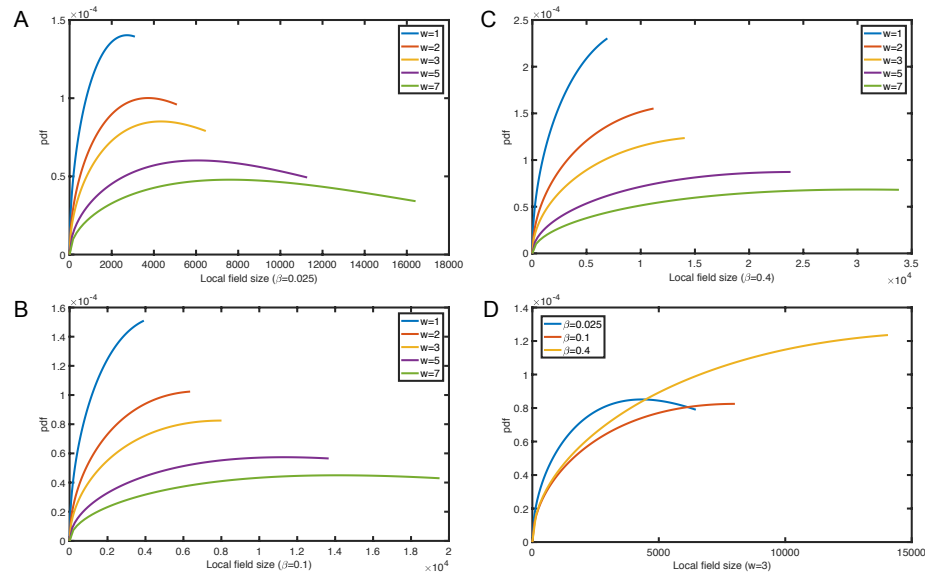 A
×10⁻⁴
1.5
1
0.5
0
pdf
w=1
w=2
w=3
w=5
w=7
0 2000 4000 6000 8000 10000 12000 14000 16000 18000
Local field size (β=0.025)
C
×10⁻⁴
2.5
2
1.5
1
0.5
0
pdf
w=1
w=2
w=3
w=5
w=7
0 0.5 1 1.5 2 2.5 3 3.5
Local field size (β=0.4)
×10⁴
B
×10⁻⁴
1.6
1.4
1.2
1
0.8
0.6
0.4
0.2
0
pdf
w=1
w=2
w=3
w=5
w=7
0 0.2 0.4 0.6 0.8 1 1.2 1.4 1.6 1.8 2
Local field size (β=0.1)
×10⁴
D
×10⁻⁴
1.4
1.2
1
0.8
0.6
0.4
0.2
0
pdf
β=0.025
β=0.1
β=0.4
0 5000 10000 15000
Local field size (w=3)